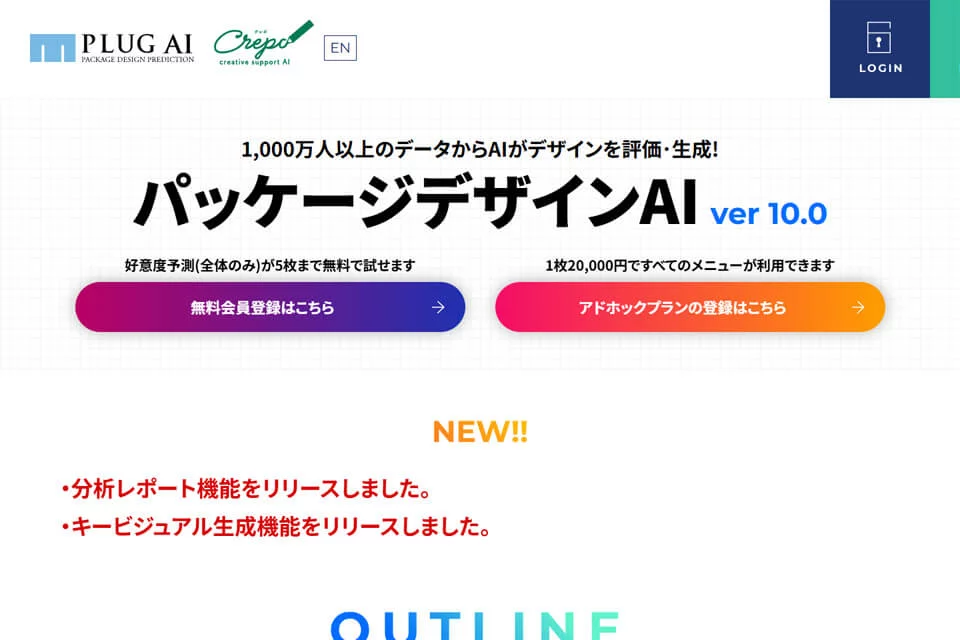 PLUG AI
PACKAGE DESIGN PREDICTION
クレポ
Crepo
creative support AI
EN
LOGIN
1,000万人以上のデータからAIがデザインを評価・生成!
パッケージデザインAI ver 10.0
好意度予測(全体のみ)が5枚まで無料で試せます
無料会員登録はこちら
1枚20,000円ですべてのメニューが利用できます
アドホックプランの登録はこちら
NEW!!
・分析レポート機能をリリースしました。
・キービジュアル生成機能をリリースしました。
OUTLINE